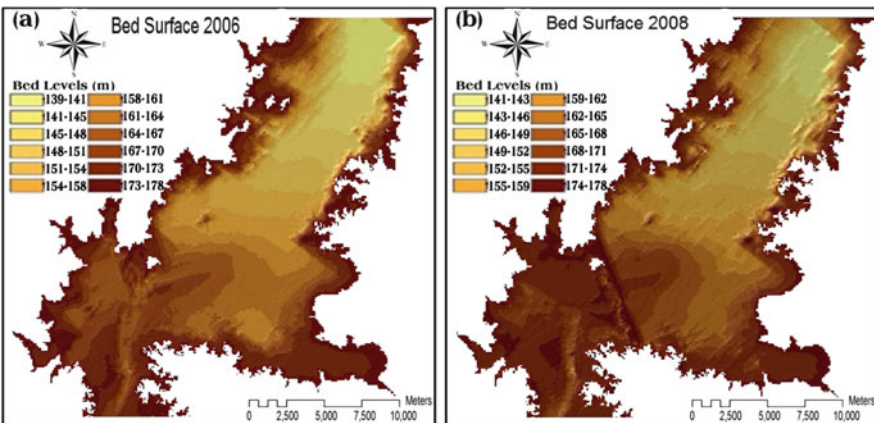 (a)
Bed Surface 2006
N
W E
S
Bed Levels (m)
139-141 158-161
141-145 161-164
145-148 164-167
148-151 167-170
151-154 170-173
154-158 173-178
Meters
0 2,500 5,000 7,500 10,000
(b)
Bed Surface 2008
N
W E
S
Bed Levels (m)
141-143 159-162
143-146 162-165
146-149 165-168
149-152 168-171
152-155 171-174
155-159 174-178
Meters
0 2,500 5,000 7,500 10,000